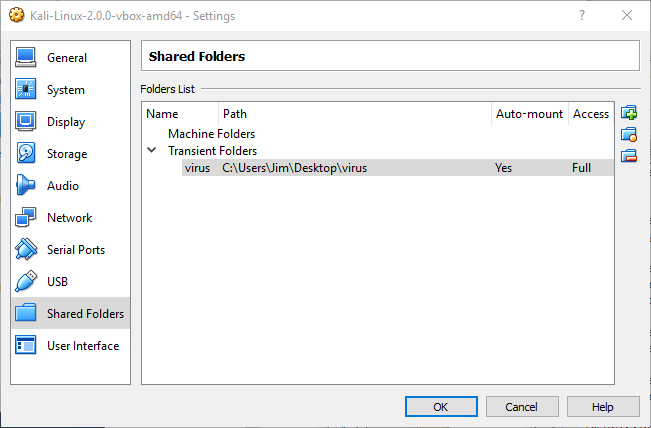 Kali-Linux-2.0.0-vbox-amd64 - Settings ? ×
General
System
Display
Storage
Audio
Network
Serial Ports
USB
Shared Folders
User Interface
Shared Folders
Folders List
Name Path Auto-mount Access
Machine Folders
Transient Folders
virus C:\Users\Jim\Desktop\virus Yes Full
OK Cancel Help